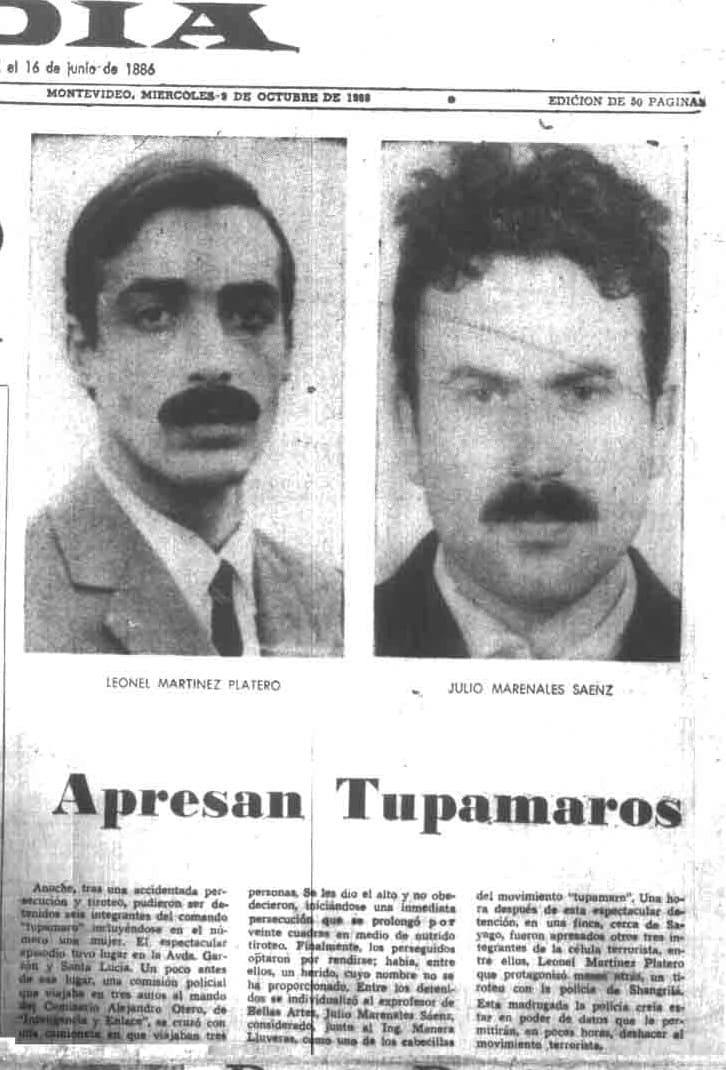 DIA
el 16 de junio de 1886
MONTEVIDEO, MIERCOLES 9 DE OCTUBRE DE 1968
EDICION DE 50 PAGINAS
LEONEL MARTINEZ PLATERO
JULIO MARENALES SAENZ
Apresan Tupamaros
Anoche, tras una accidentada per-
secución y tiroteo, pudieron ser de-
tenidos seis integrantes del comando
"tupamaro" incluyéndose en el nú-
mero una mujer. El espectacular
episodio tuvo lugar en la Avda. Gar-
zón y Santa Lucía. Un poco antes
de ese lugar, una comisión policial
que viajaba en tres autos al mando
del Comisario Alejandro Otero, de
"Inteligencia y Enlace", se cruzó con
una camioneta en que viajaban tres
personas. Se les dio el alto y no obe-
decieron, iniciándose una inmediata
persecución que se prolongó por
veinte cuadras en medio de nutrido
tiroteo. Finalmente, los perseguidos
optaron por rendirse; había, entre
ellos, un herido, cuyo nombre no se
ha proporcionado. Entre los deteni-
dos se individualizó al exprofesor de
Bellas Artes, Julio Marenales Sáenz,
considerado, junto al Ing. Manera
Lluveras, como uno de los cabecillas
del movimiento "tupamaro". Una ho-
ra después de esta espectacular de-
tención, en una finca, cerca de Sa-
yago, fueron apresados otros tres in-
tegrantes de la célula terrorista, en-
tre ellos, Leonel Martínez Platero
que protagonizó meses atrás, un ti-
roteo con la policía de Shangrilá.
Esta madrugada la policía creía es-
tar en poder de datos que le per-
mitirán, en pocas horas, deshacer al
movimiento terrorista.